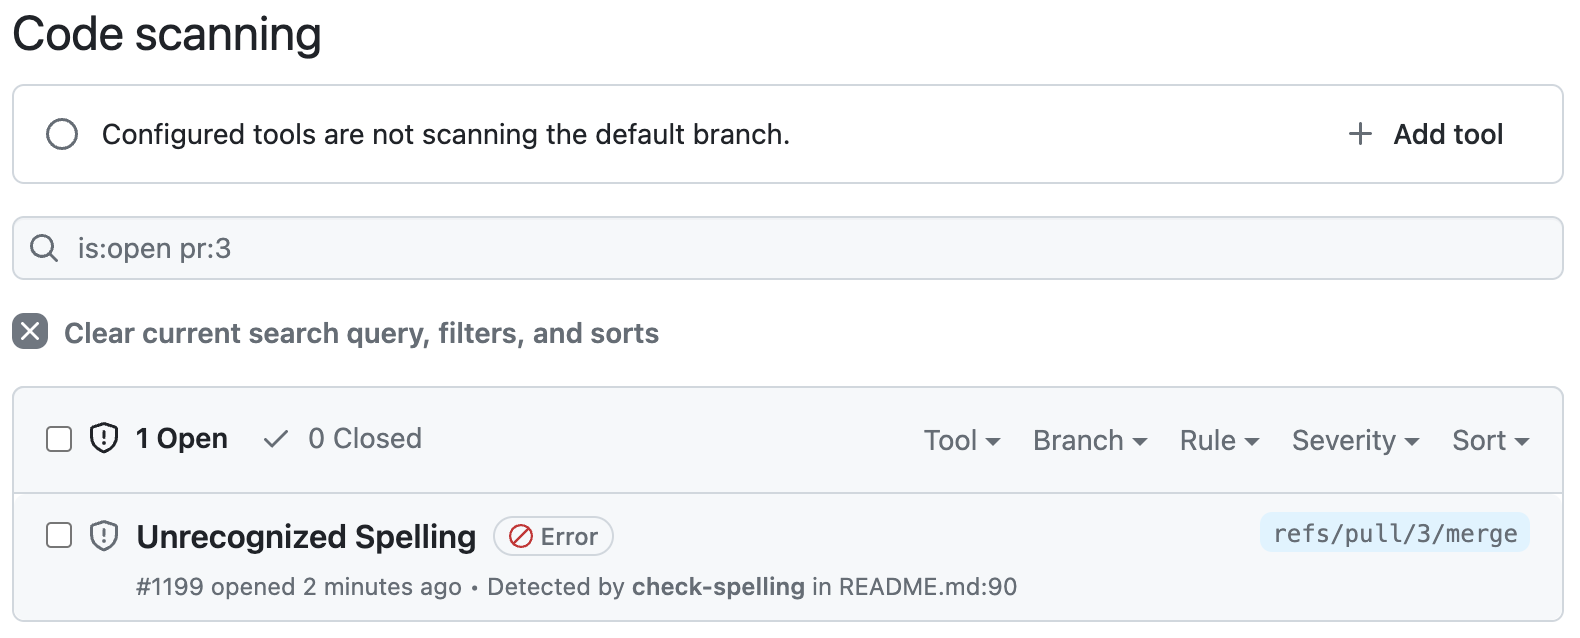 Code scanning
Configured tools are not scanning the default branch.
+ Add tool
is:open pr:3
Clear current search query, filters, and sorts
1 Open 0 Closed Tool Branch Rule Severity Sort
Unrecognized Spelling Error refs/pull/3/merge
#1199 opened 2 minutes ago • Detected by check-spelling in README.md:90